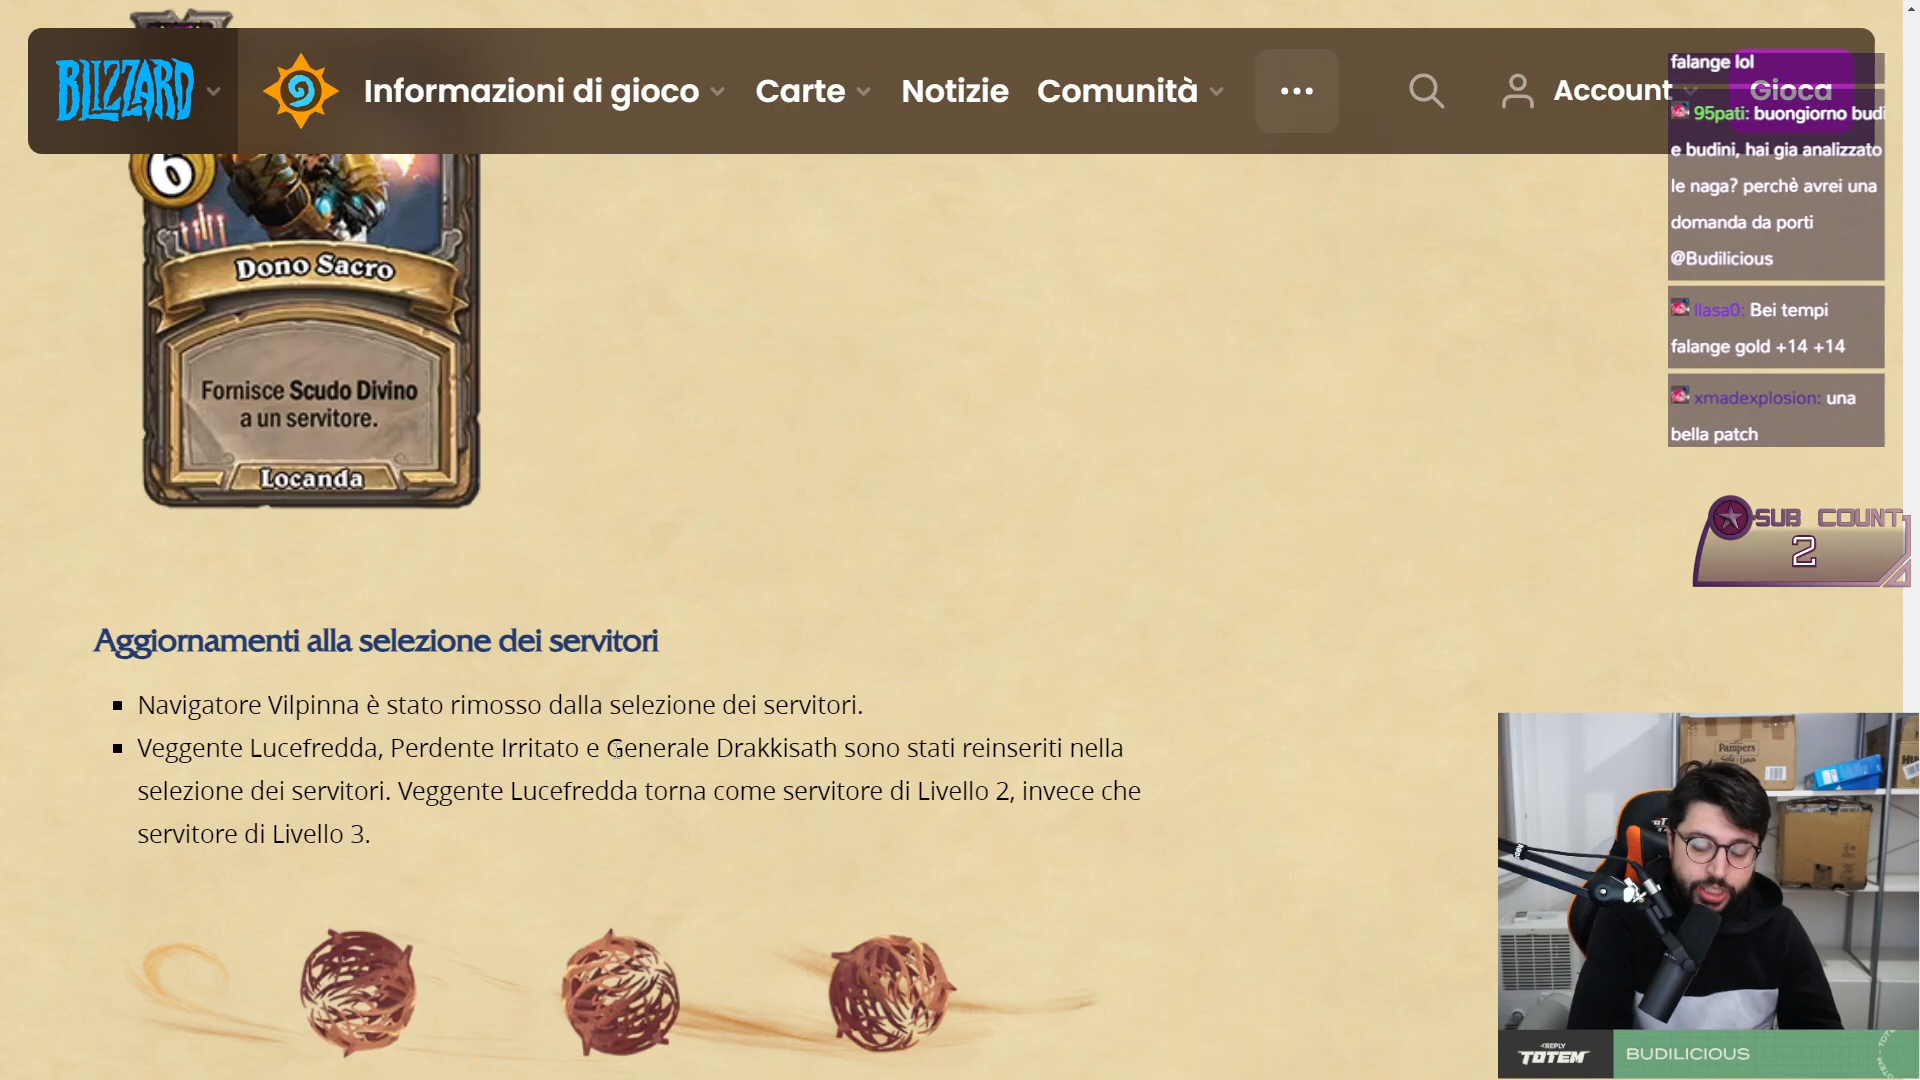 BLIZZARD
Informazioni di gioco
Carte
Notizie
Comunità
Account
Gioca
6
Dono Sacro
Fornisce Scudo Divino
a un servitore.
Locanda
falange lol
95pati: buongiorno budi
e budini, hai gia analizzato
le naga? perchè avrei una
domanda da porti
@Budilicious
llasa0: Bei tempi
falange gold +14 +14
xmadexplosion: una
bella patch
SUB COUNT
2
Aggiornamenti alla selezione dei servitori
Navigatore Vilpinna è stato rimosso dalla selezione dei servitori.
Veggente Lucefredda, Perdente Irritato e Generale Drakkisath sono stati reinseriti nella
selezione dei servitori. Veggente Lucefredda torna come servitore di Livello 2, invece che
servitore di Livello 3.
Pampers
REPLY
TOTEM
BUDILICIOUS